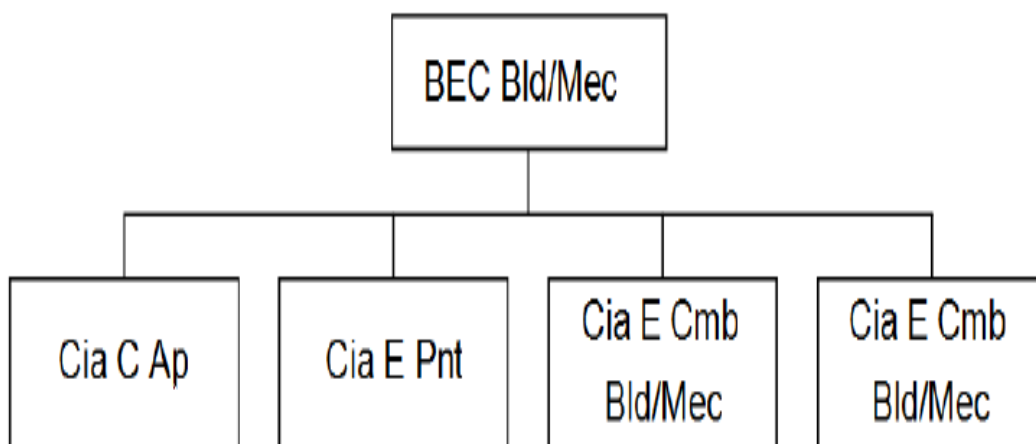 BEC Bld/Mec
Cia C Ap
Cia E Pnt
Cia E Cmb
Bld/Mec
Cia E Cmb
Bld/Mec